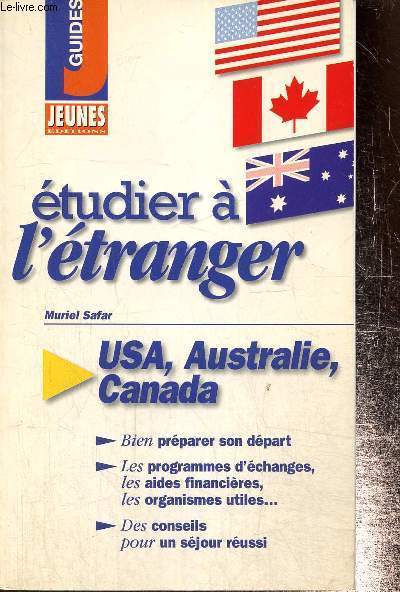 Le-livre.com
GUIDES
J
JEUNES
EDITIONS
étudier à
l'étranger
Muriel Safar
USA, Australie,
Canada
Bien préparer son départ
Les programmes d'échanges,
les aides financières,
les organismes utiles...
Des conseils
pour un séjour réussi